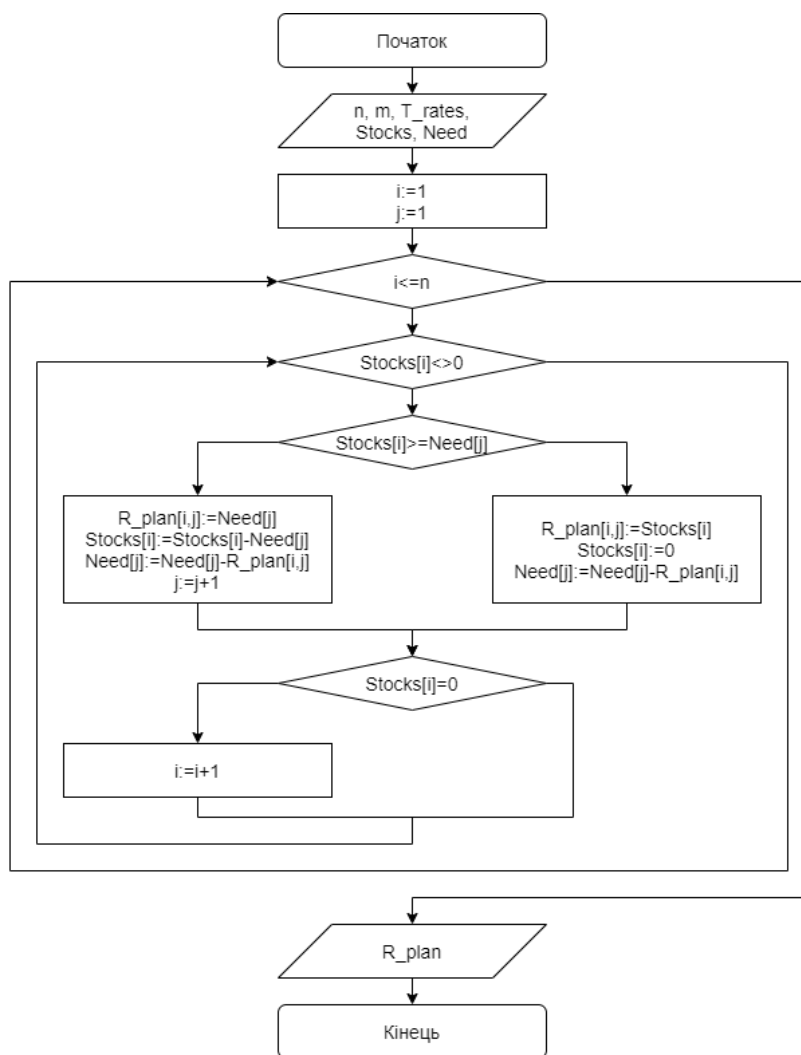 Початок
n, m, T_rates,
Stocks, Need
i:=1
j:=1
i<=n
Stocks[i]<>0
Stocks[i]>=Need[j]
R_plan[i,j]:=Need[j]
Stocks[i]:=Stocks[i]-Need[j]
Need[j]:=Need[j]-R_plan[i,j]
j:=j+1
R_plan[i,j]:=Stocks[i]
Stocks[i]:=0
Need[j]:=Need[j]-R_plan[i,j]
Stocks[i]=0
i:=i+1
R_plan
Кінець